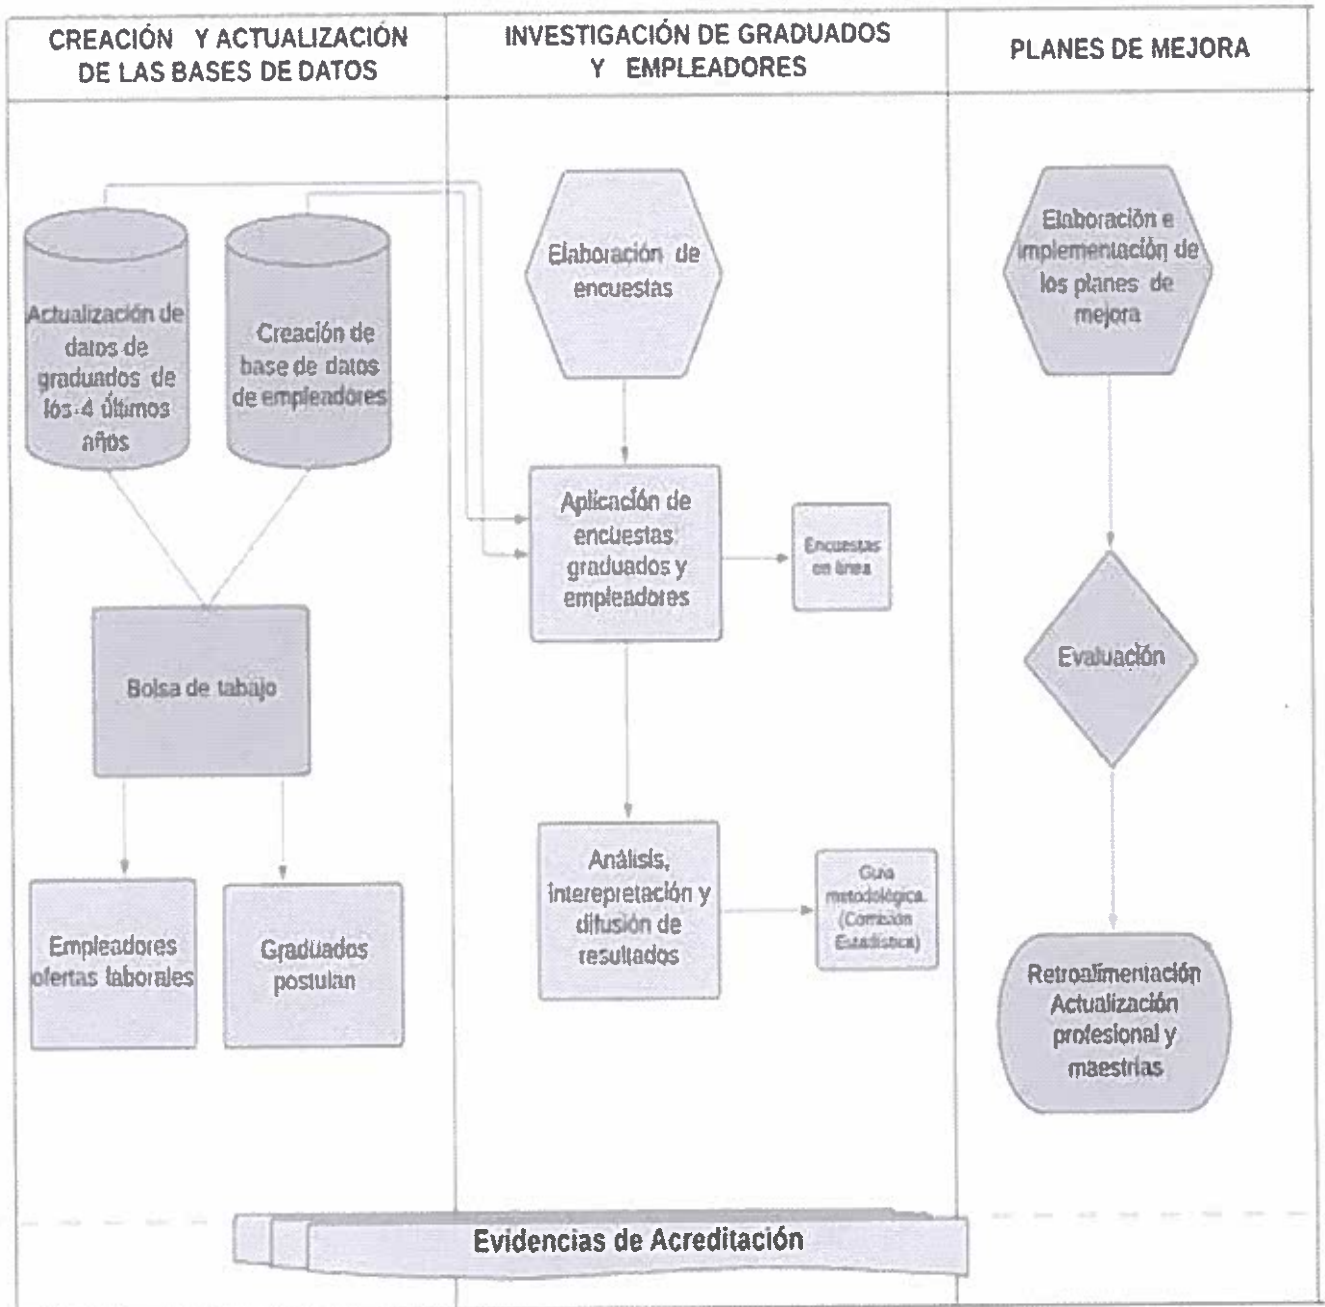 CREACIÓN Y ACTUALIZACIÓN
DE LAS BASES DE DATOS
INVESTIGACIÓN DE GRADUADOS
Y EMPLEADORES
PLANES DE MEJORA
Actualización de
datos de
graduados de
los 4 últimos
años
Creación de
base de datos
de empleadores
Bolsa de tabajo
Empleadores
ofertas laborales
Graduados
postulan
Elaboración de
encuestas
Aplicación de
encuestas:
graduados y
empleadores
Encuestas
en línea
Análisis,
interepretación y
difusión de
resultados
Guía
metodológica.
(Comisión
Estadística)
Elaboración e
implementación de
los planes de
mejora
Evaluación
Retroalimentación
Actualización
profesional y
maestrías
Evidencias de Acreditación